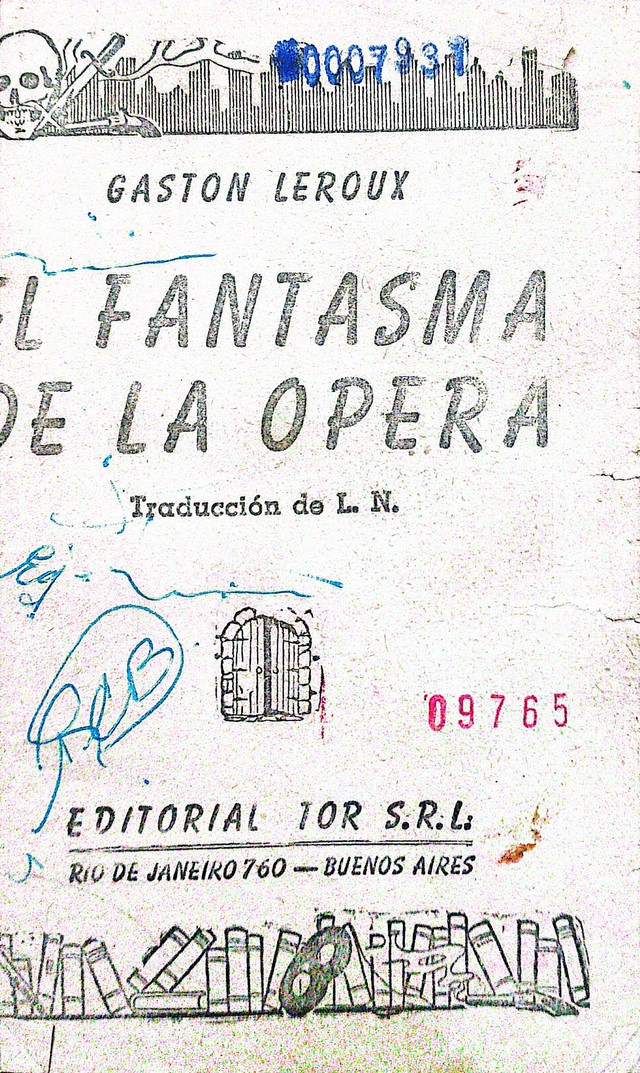 0007931
GASTON LEROUX
EL FANTASMA
DE LA OPERA
Traducción de L. N.
Ej-
09765
EDITORIAL TOR S.R.L.
RIO DE JANEIRO 760 — BUENOS AIRES